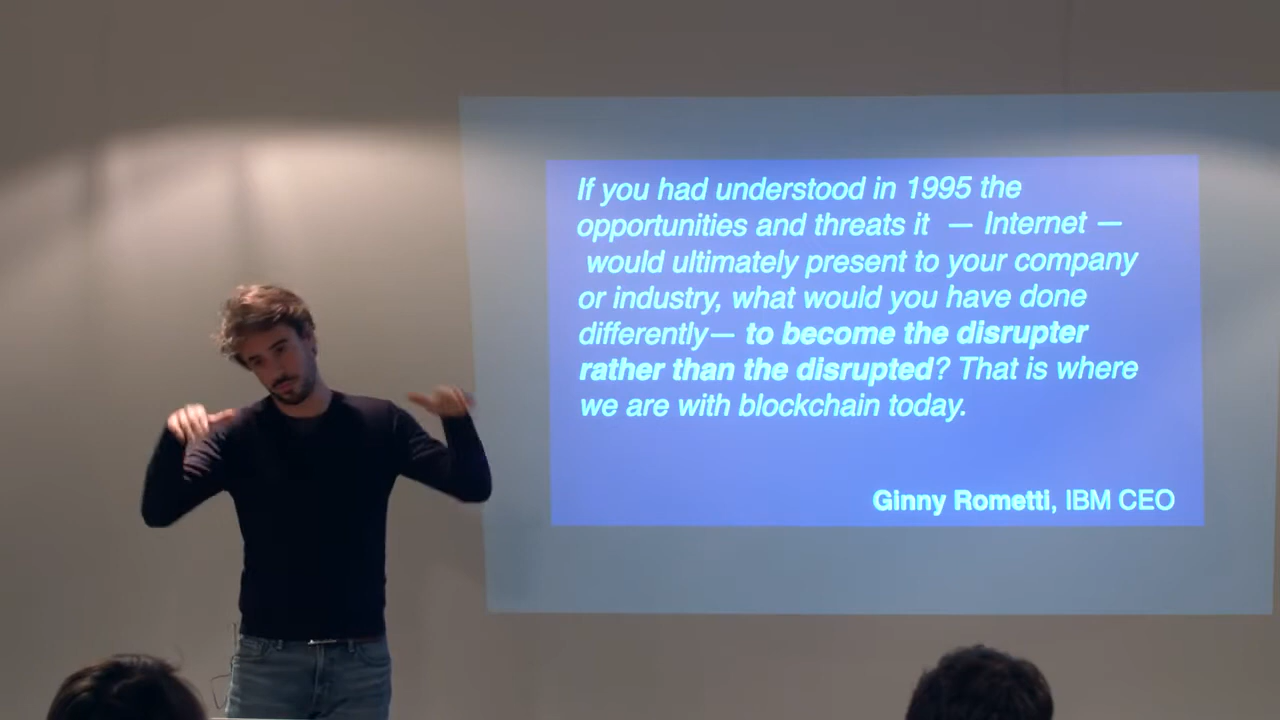 If you had understood in 1995 the
opportunities and threats it — Internet —
would ultimately present to your company
or industry, what would you have done
differently— to become the disrupter
rather than the disrupted? That is where
we are with blockchain today.
Ginny Rometti, IBM CEO